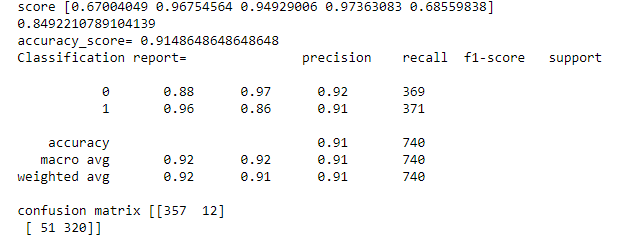 score [0.67004049 0.96754564 0.94929006 0.97363083 0.68559838]
0.8492210789104139
accuracy_score= 0.9148648648648648
Classification report=               precision    recall  f1-score   support
           0       0.88      0.97      0.92       369
           1       0.96      0.86      0.91       371
    accuracy                           0.91       740
   macro avg       0.92      0.92      0.91       740
weighted avg       0.92      0.91      0.91       740
confusion matrix [[357  12]
 [ 51 320]]